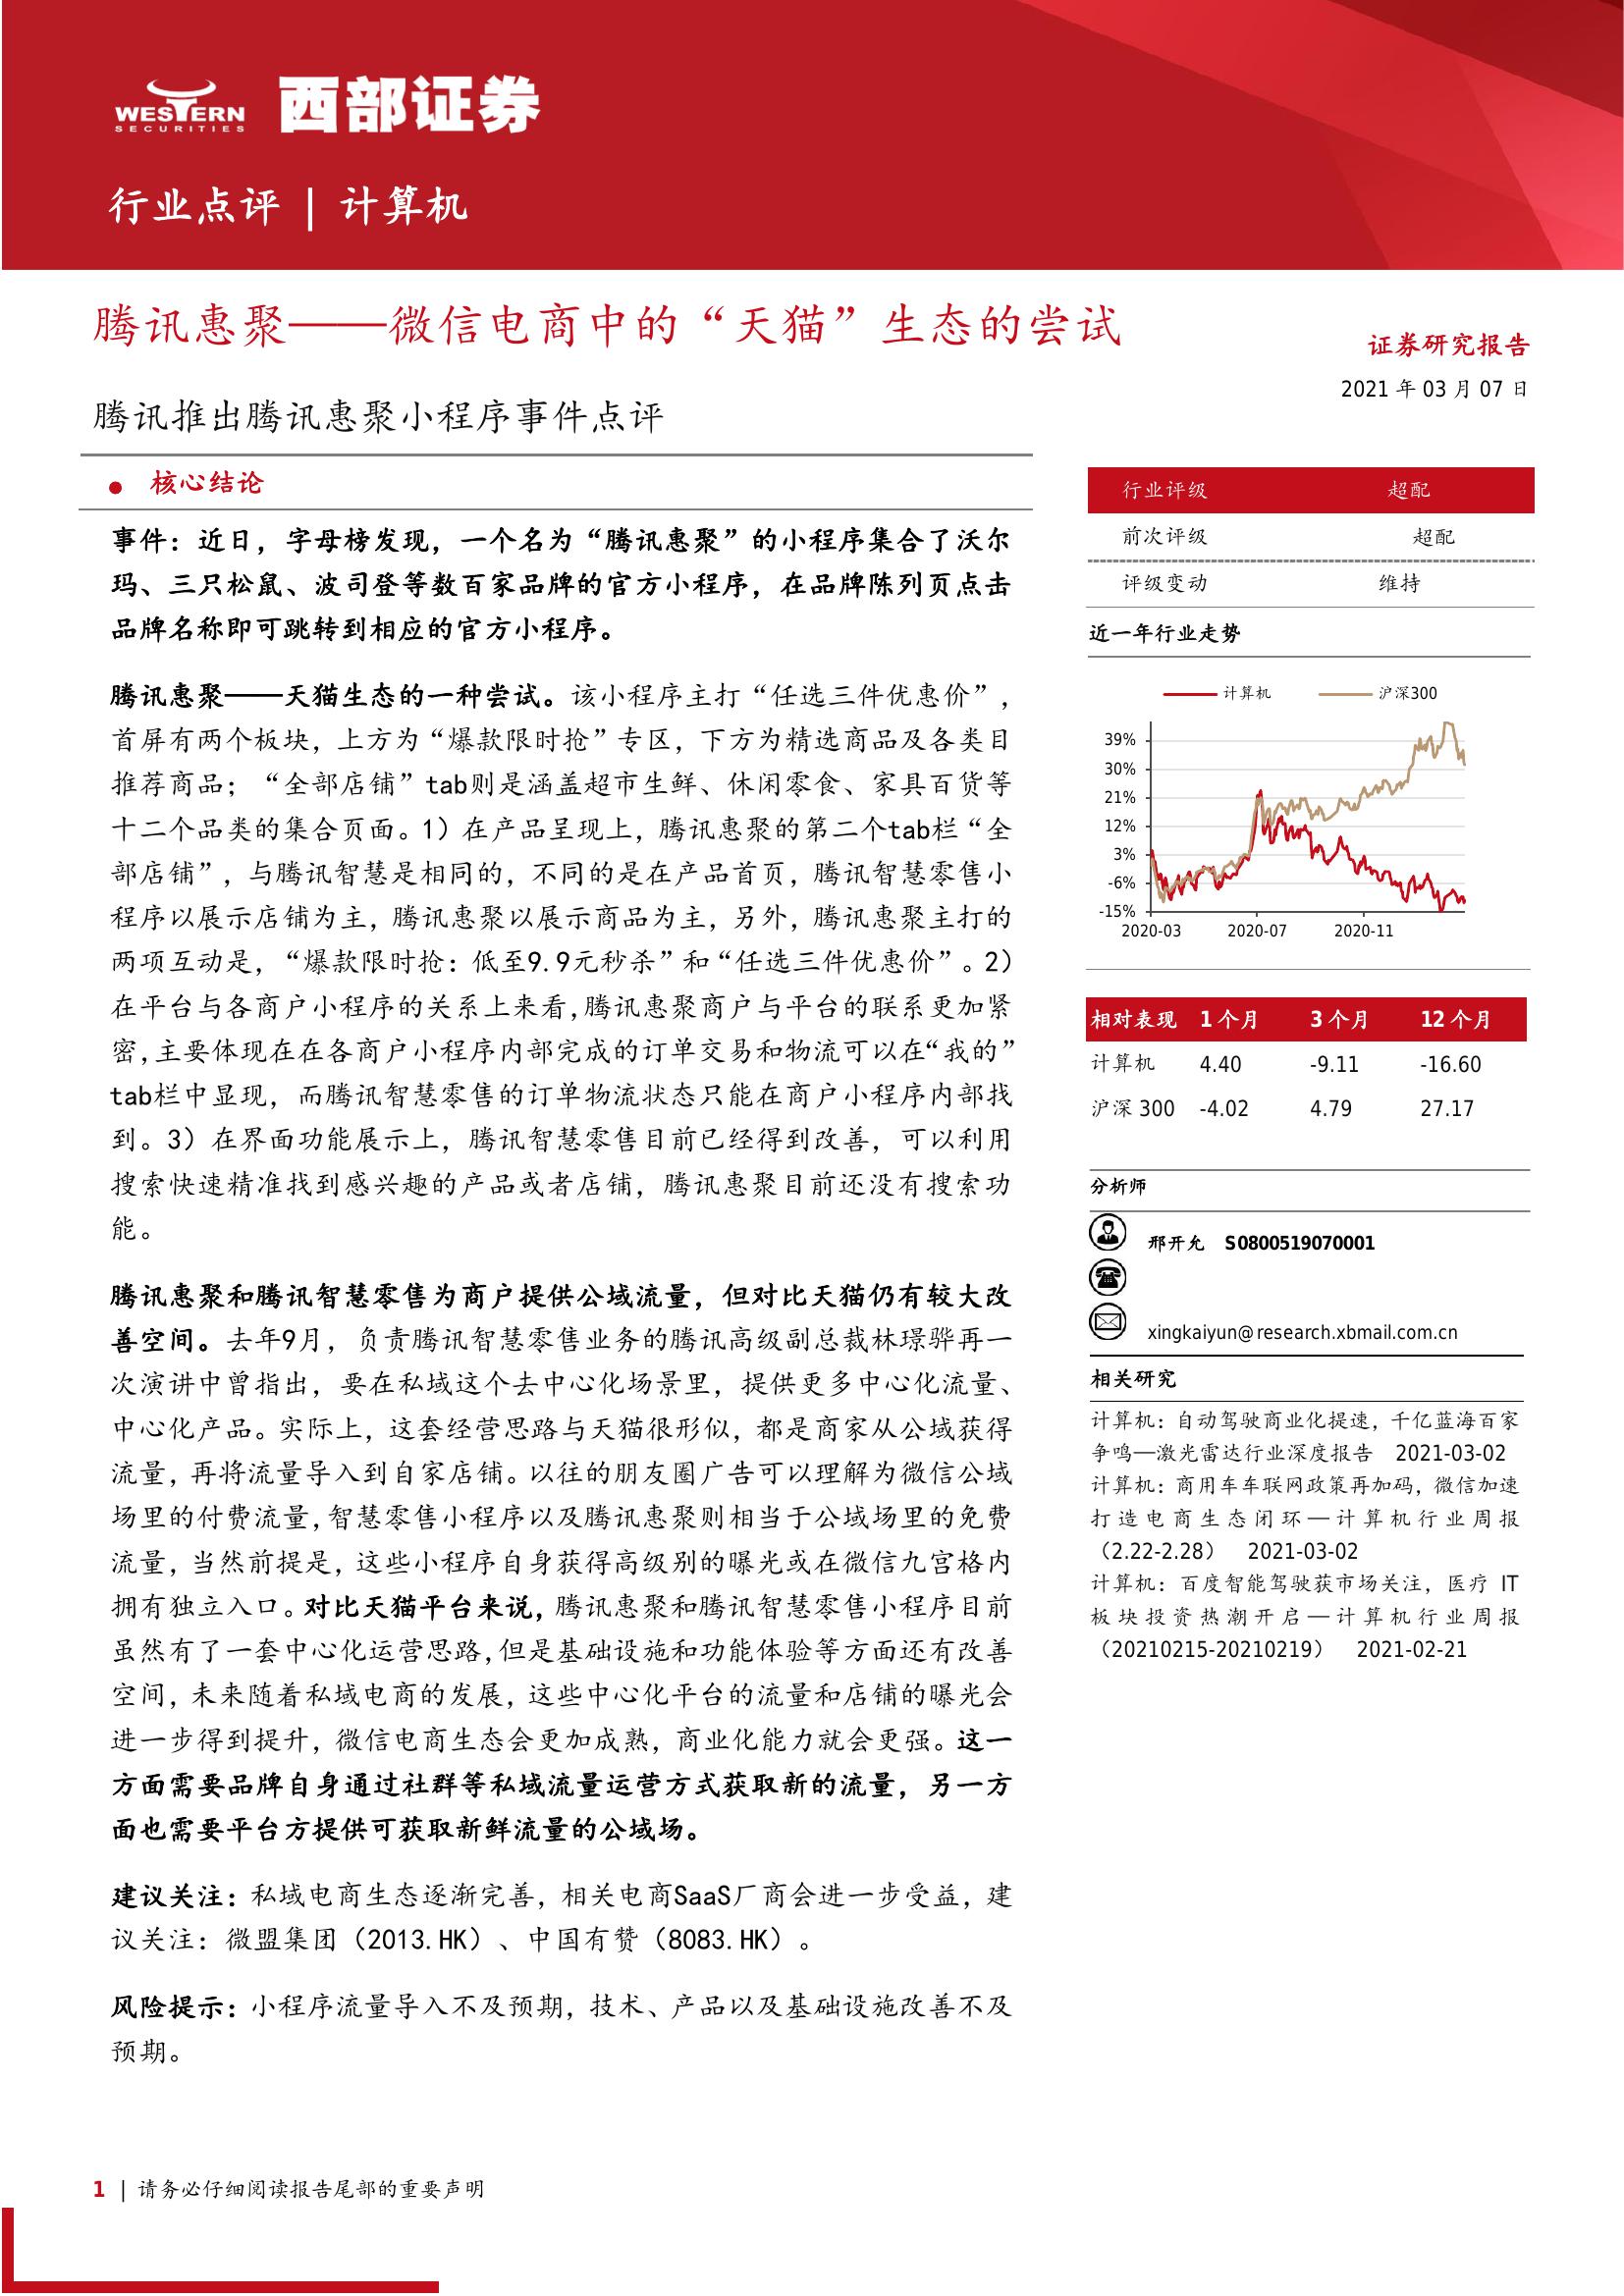 WESTERN
SECURITIES
西部证券
行业点评 | 计算机
腾讯惠聚——微信电商中的“天猫”生态的尝试
腾讯推出腾讯惠聚小程序事件点评
证券研究报告
2021 年 03 月 07 日
● 核心结论
事件：近日，字母榜发现，一个名为“腾讯惠聚”的小程序集合了沃尔
玛、三只松鼠、波司登等数百家品牌的官方小程序，在品牌陈列页点击
品牌名称即可跳转到相应的官方小程序。
腾讯惠聚——天猫生态的一种尝试。该小程序主打“任选三件优惠价”，
首屏有两个板块，上方为“爆款限时抢”专区，下方为精选商品及各类目
推荐商品；“全部店铺”tab则是涵盖超市生鲜、休闲零食、家具百货等
十二个品类的集合页面。1）在产品呈现上，腾讯惠聚的第二个tab栏“全
部店铺”，与腾讯智慧是相同的，不同的是在产品首页，腾讯智慧零售小
程序以展示店铺为主，腾讯惠聚以展示商品为主，另外，腾讯惠聚主打的
两项互动是，“爆款限时抢：低至9.9元秒杀”和“任选三件优惠价”。2）
在平台与各商户小程序的关系上来看，腾讯惠聚商户与平台的联系更加紧
密，主要体现在在各商户小程序内部完成的订单交易和物流可以在“我的”
tab栏中显现，而腾讯智慧零售的订单物流状态只能在商户小程序内部找
到。3）在界面功能展示上，腾讯智慧零售目前已经得到改善，可以利用
搜索快速精准找到感兴趣的产品或者店铺，腾讯惠聚目前还没有搜索功
能。
腾讯惠聚和腾讯智慧零售为商户提供公域流量，但对比天猫仍有较大改
善空间。去年9月，负责腾讯智慧零售业务的腾讯高级副总裁林璟骅再一
次演讲中曾指出，要在私域这个去中心化场景里，提供更多中心化流量、
中心化产品。实际上，这套经营思路与天猫很形似，都是商家从公域获得
流量，再将流量导入到自家店铺。以往的朋友圈广告可以理解为微信公域
场里的付费流量，智慧零售小程序以及腾讯惠聚则相当于公域场里的免费
流量，当然前提是，这些小程序自身获得高级别的曝光或在微信九宫格内
拥有独立入口。对比天猫平台来说，腾讯惠聚和腾讯智慧零售小程序目前
虽然有了一套中心化运营思路，但是基础设施和功能体验等方面还有改善
空间，未来随着私域电商的发展，这些中心化平台的流量和店铺的曝光会
进一步得到提升，微信电商生态会更加成熟，商业化能力就会更强。这一
方面需要品牌自身通过社群等私域流量运营方式获取新的流量，另一方
面也需要平台方提供可获取新鲜流量的公域场。
建议关注：私域电商生态逐渐完善，相关电商SaaS厂商会进一步受益，建
议关注：微盟集团（2013.HK）、中国有赞（8083.HK）。
风险提示：小程序流量导入不及预期，技术、产品以及基础设施改善不及
预期。
行业评级 超配
前次评级 超配
评级变动 维持
近一年行业走势
计算机 沪深300
39%
30%
21%
12%
3%
-6%
-15%
2020-03 2020-07 2020-11
相对表现 1 个月 3 个月 12 个月
计算机 4.40 -9.11 -16.60
沪深 300 -4.02 4.79 27.17
分析师
邢开允 S0800519070001
xingkaiyun@research.xbmail.com.cn
相关研究
计算机：自动驾驶商业化提速，千亿蓝海百家
争鸣—激光雷达行业深度报告 2021-03-02
计算机：商用车车联网政策再加码，微信加速
打造电商生态闭环—计算机行业周报
（2.22-2.28） 2021-03-02
计算机：百度智能驾驶获市场关注，医疗 IT
板块投资热潮开启—计算机行业周报
（20210215-20210219） 2021-02-21
1 | 请务必仔细阅读报告尾部的重要声明